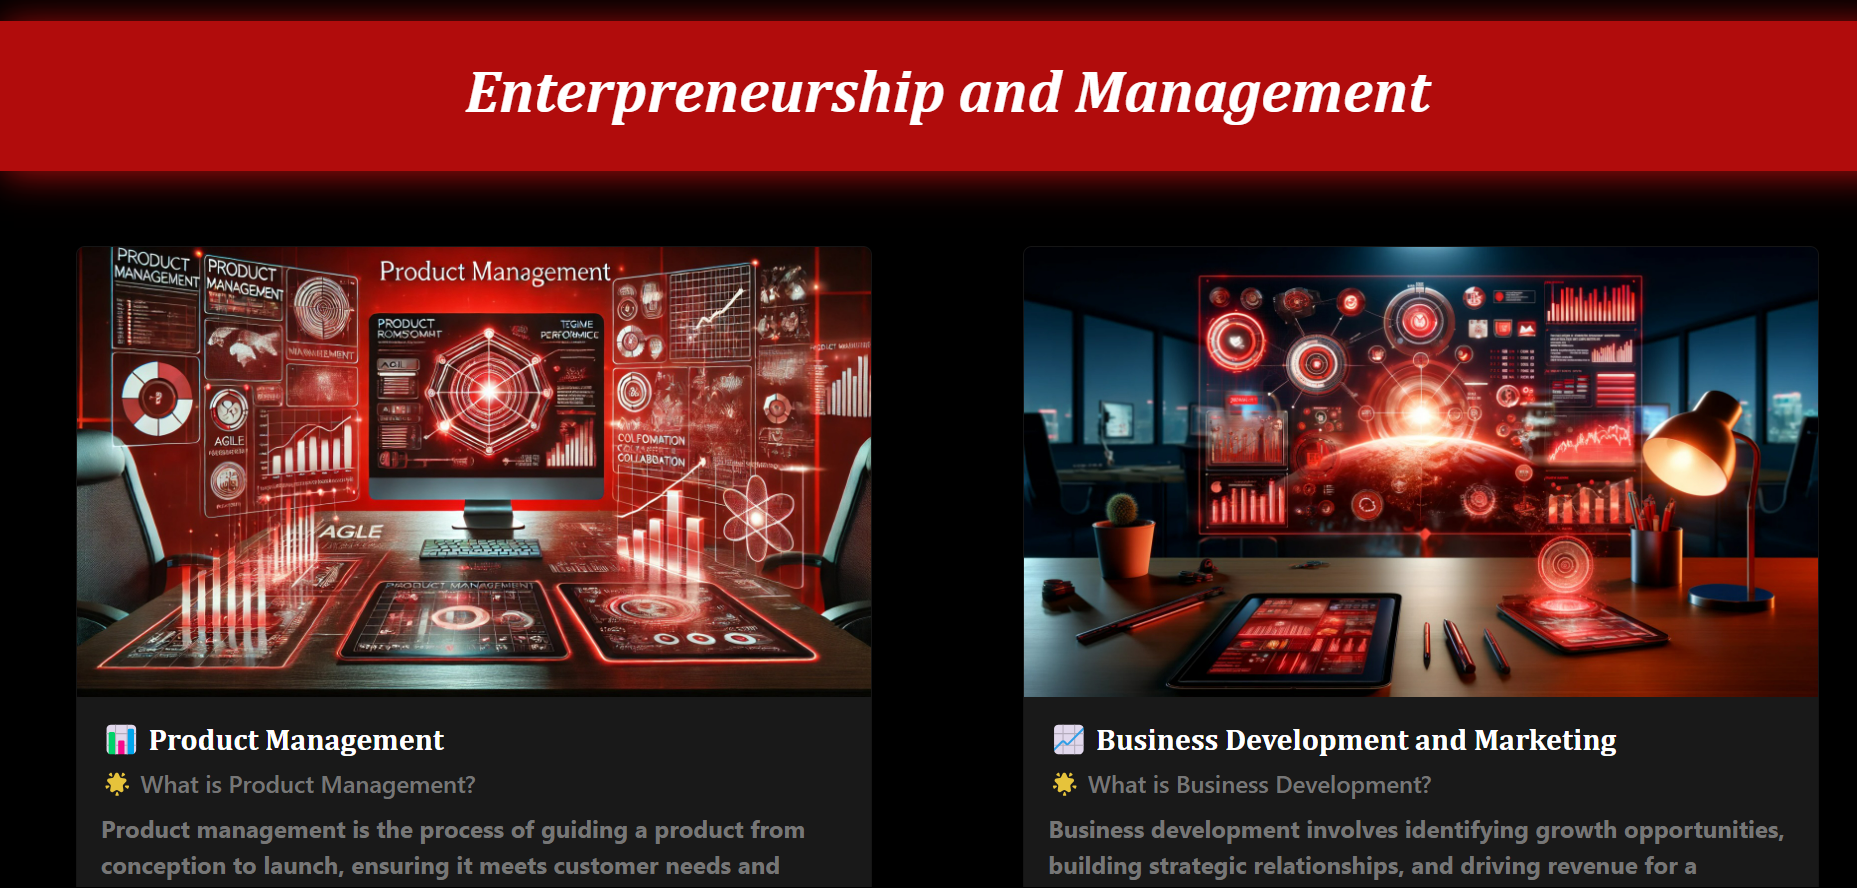 Enterpreneurship and Management
PRODUCT
MANAGEMENT
PRODUCT
MANAGEMENT
Product Management
PRODUCT
ROMSOMHT
AGILE
COLFOMATION
COLLABBATION
AGLE
PRODUCT MANAGEMENT
Product Management
What is Product Management?
Product management is the process of guiding a product from
conception to launch, ensuring it meets customer needs and
Business Development and Marketing
What is Business Development?
Business development involves identifying growth opportunities,
building strategic relationships, and driving revenue for a